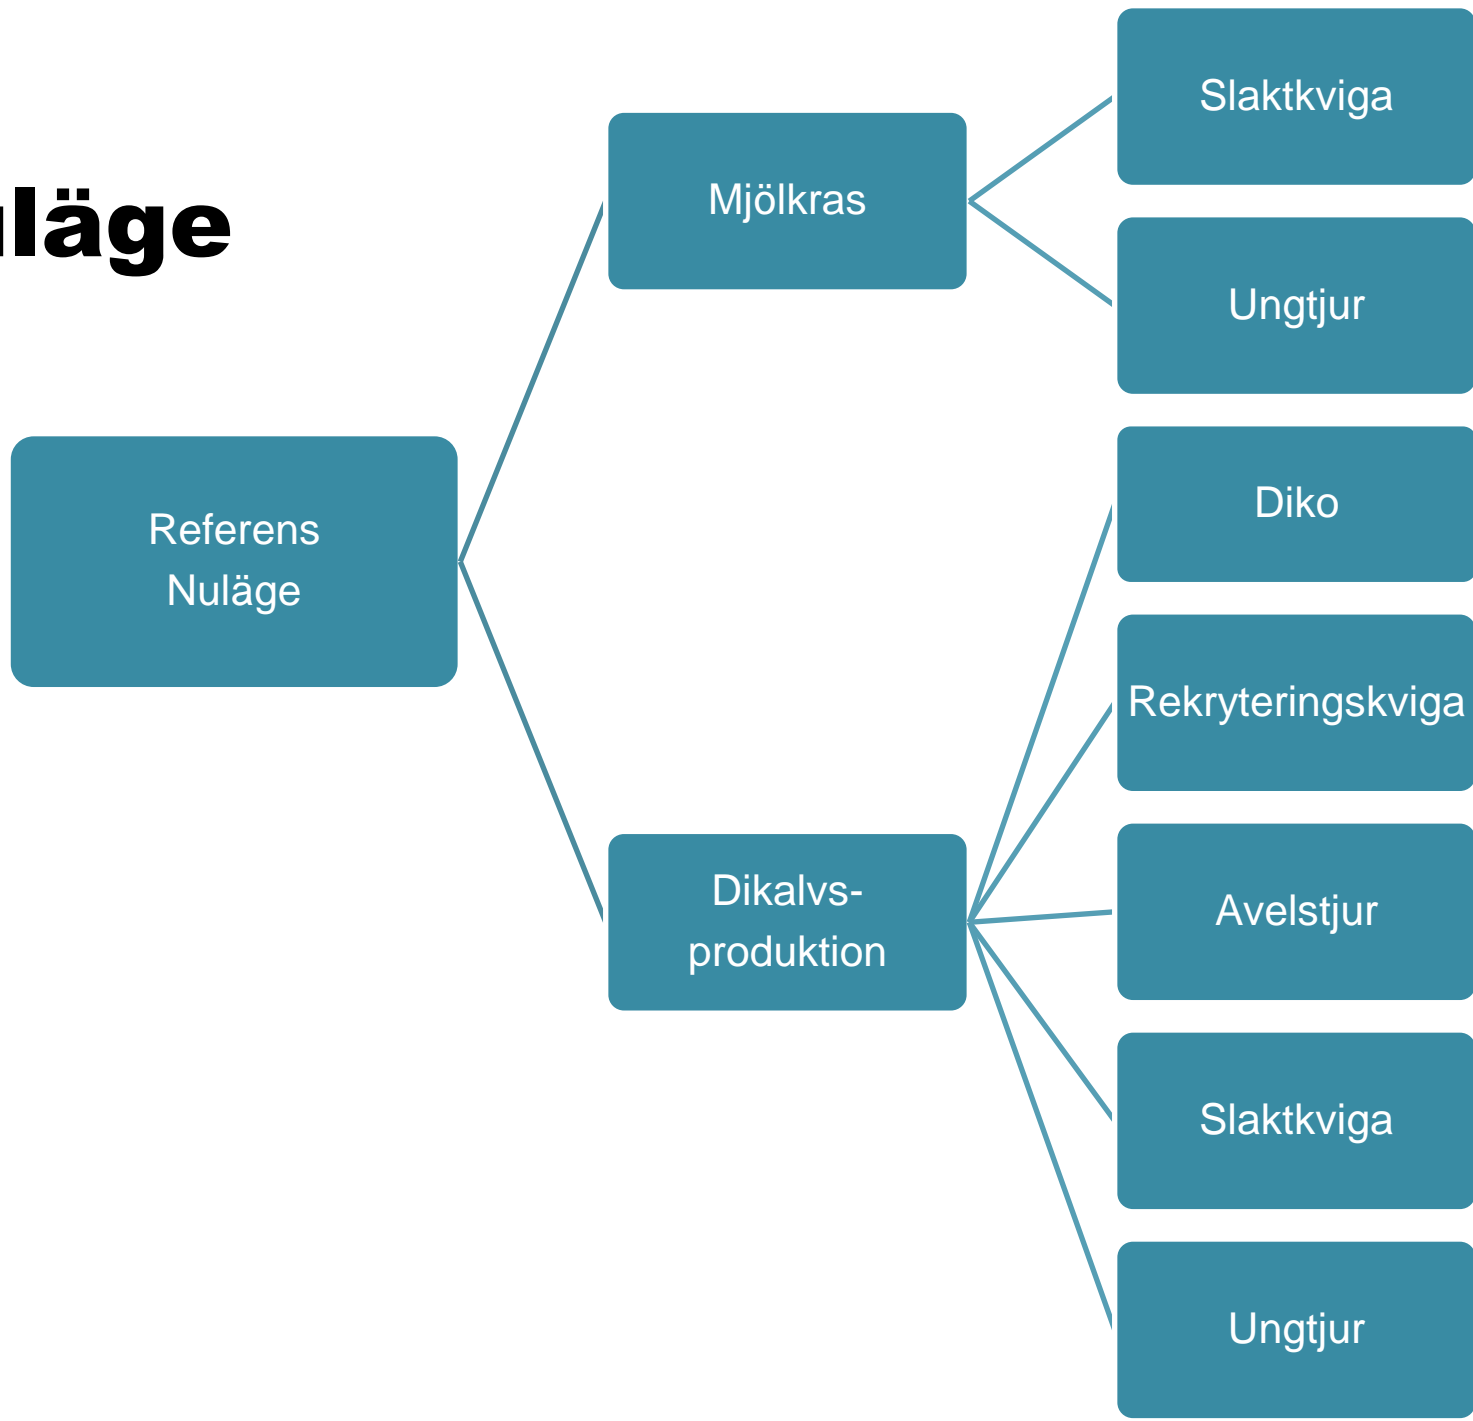 Slaktkviga
Mjölkras
läge
Ungtjur
Diko
Referens
Nuläge
Rekryteringskviga
Dikalvs-
produktion
Avelstjur
Slaktkviga
Ungtjur